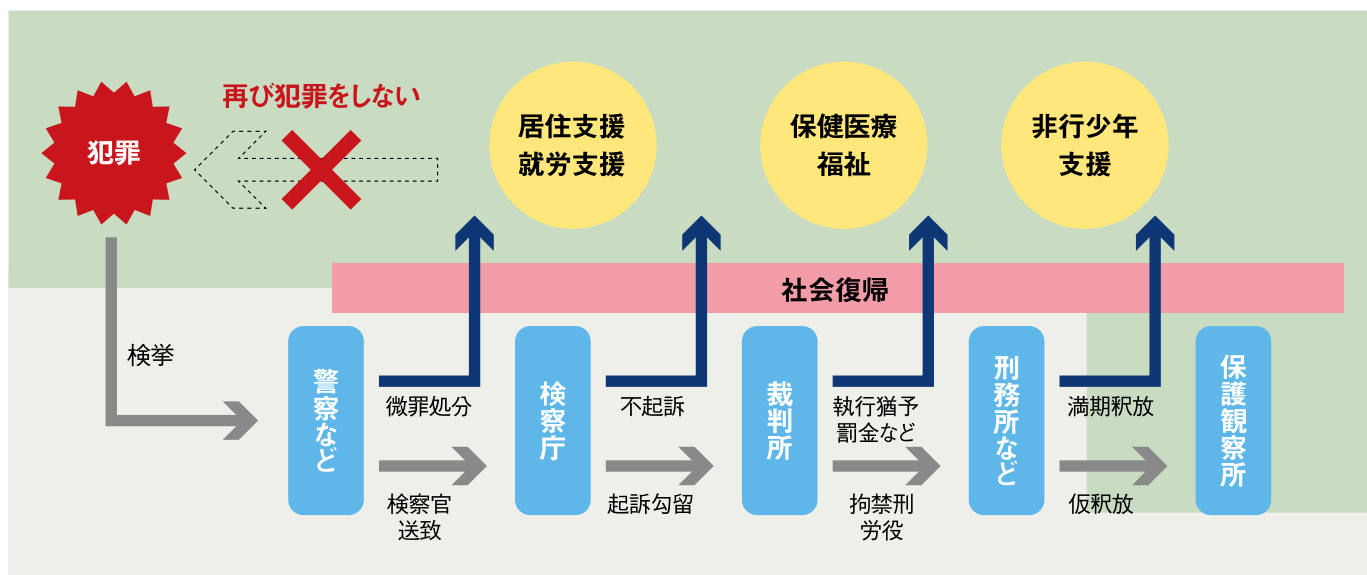 再び犯罪をしない
犯罪
居住支援
就労支援
保健医療
福祉
非行少年
支援
社会復帰
検挙
警察など
微罪処分
検察官
送致
検察庁
不起訴
起訴勾留
裁判所
執行猶予
罰金など
拘禁刑
労役
刑務所など
満期釈放
仮釈放
保護観察所